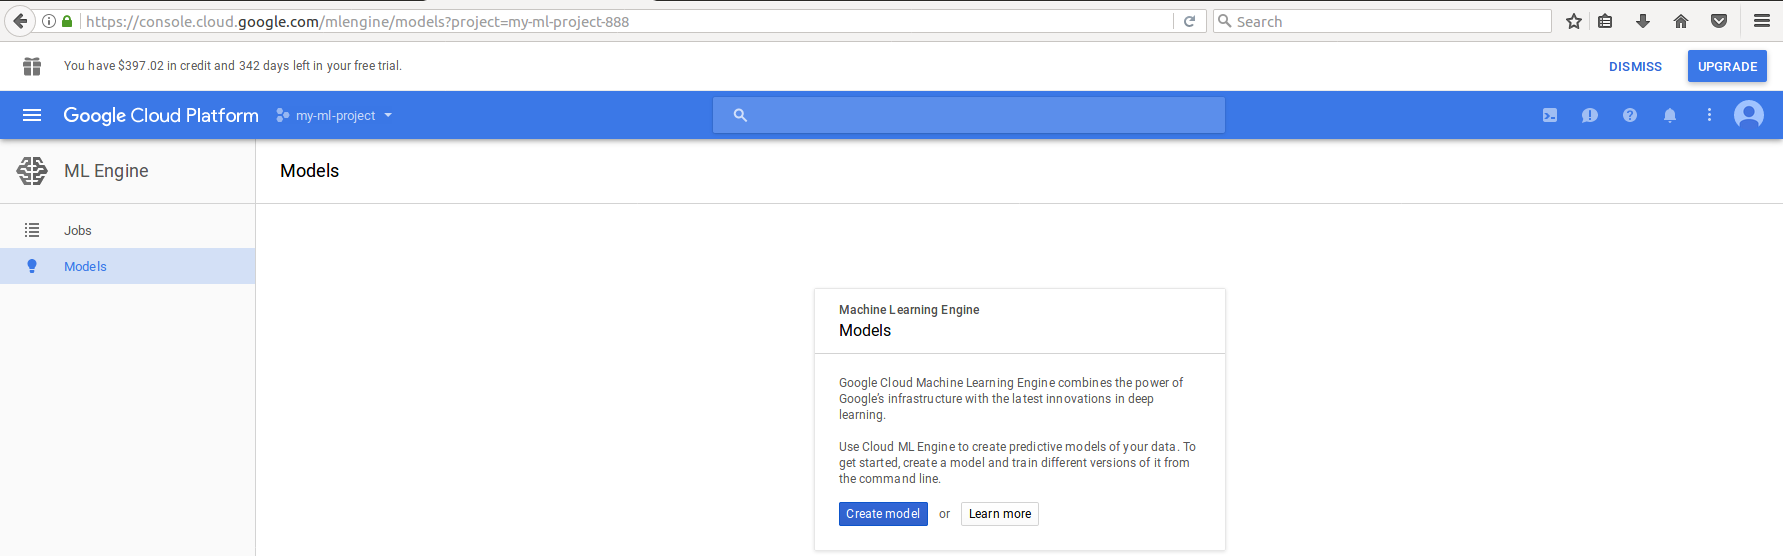 https://console.cloud.google.com/mlengine/models?project=my-ml-project-888
Search
You have $397.02 in credit and 342 days left in your free trial.
DISMISS
UPGRADE
Google Cloud Platform
my-ml-project
ML Engine
Models
Jobs
Models
Machine Learning Engine
Models
Google Cloud Machine Learning Engine combines the power of
Google's infrastructure with the latest innovations in deep
learning.
Use Cloud ML Engine to create predictive models of your data. To
get started, create a model and train different versions of it from
the command line.
Create model or Learn more